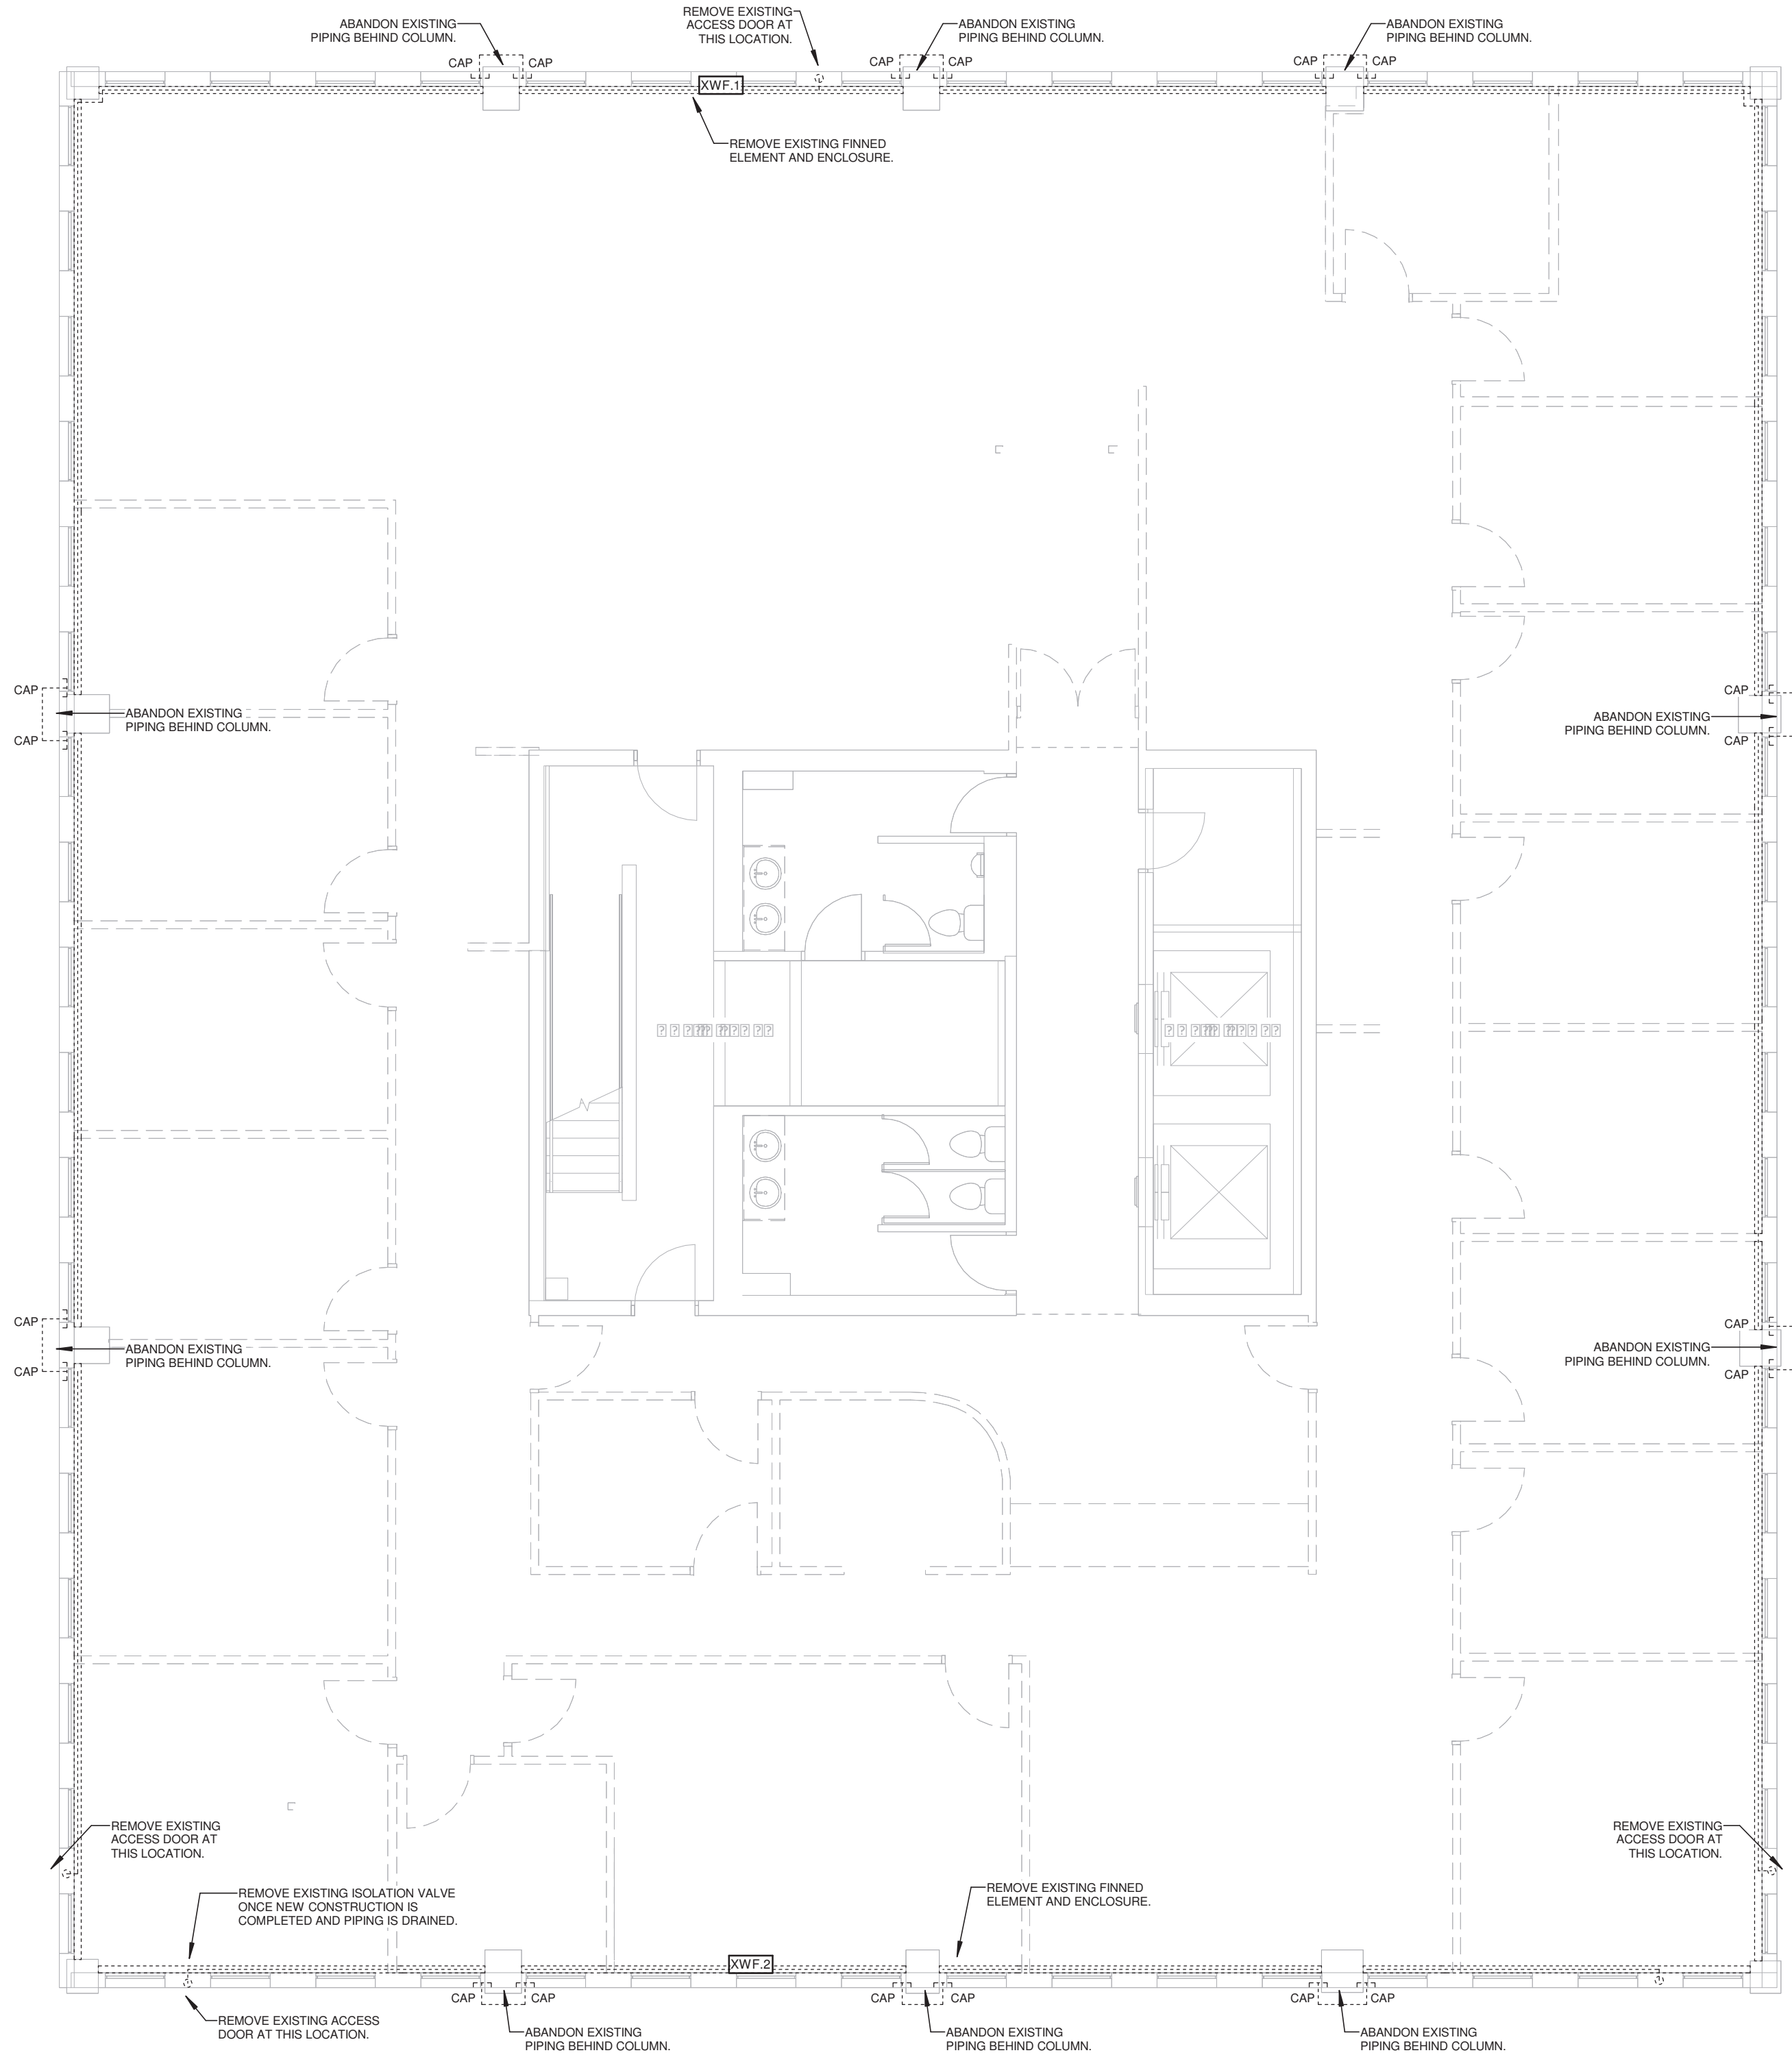 ABANDON EXISTING
PIPING BEHIND COLUMN.
REMOVE EXISTING
ACCESS DOOR AT
THIS LOCATION.
ABANDON EXISTING
PIPING BEHIND COLUMN.
ABANDON EXISTING
PIPING BEHIND COLUMN.
CAP
CAP
CAP
CAP
CAP
CAP
XWF.1
REMOVE EXISTING FINNED
ELEMENT AND ENCLOSURE.
CAP
ABANDON EXISTING
PIPING BEHIND COLUMN.
CAP
CAP
ABANDON EXISTING
PIPING BEHIND COLUMN.
CAP
CAP
ABANDON EXISTING
PIPING BEHIND COLUMN.
CAP
CAP
ABANDON EXISTING
PIPING BEHIND COLUMN.
CAP
REMOVE EXISTING
ACCESS DOOR AT
THIS LOCATION.
REMOVE EXISTING
ACCESS DOOR AT
THIS LOCATION.
REMOVE EXISTING ISOLATION VALVE
ONCE NEW CONSTRUCTION IS
COMPLETED AND PIPING IS DRAINED.
REMOVE EXISTING FINNED
ELEMENT AND ENCLOSURE.
XWF.2
CAP
CAP
CAP
CAP
CAP
CAP
REMOVE EXISTING ACCESS
DOOR AT THIS LOCATION.
ABANDON EXISTING
PIPING BEHIND COLUMN.
ABANDON EXISTING
PIPING BEHIND COLUMN.
ABANDON EXISTING
PIPING BEHIND COLUMN.